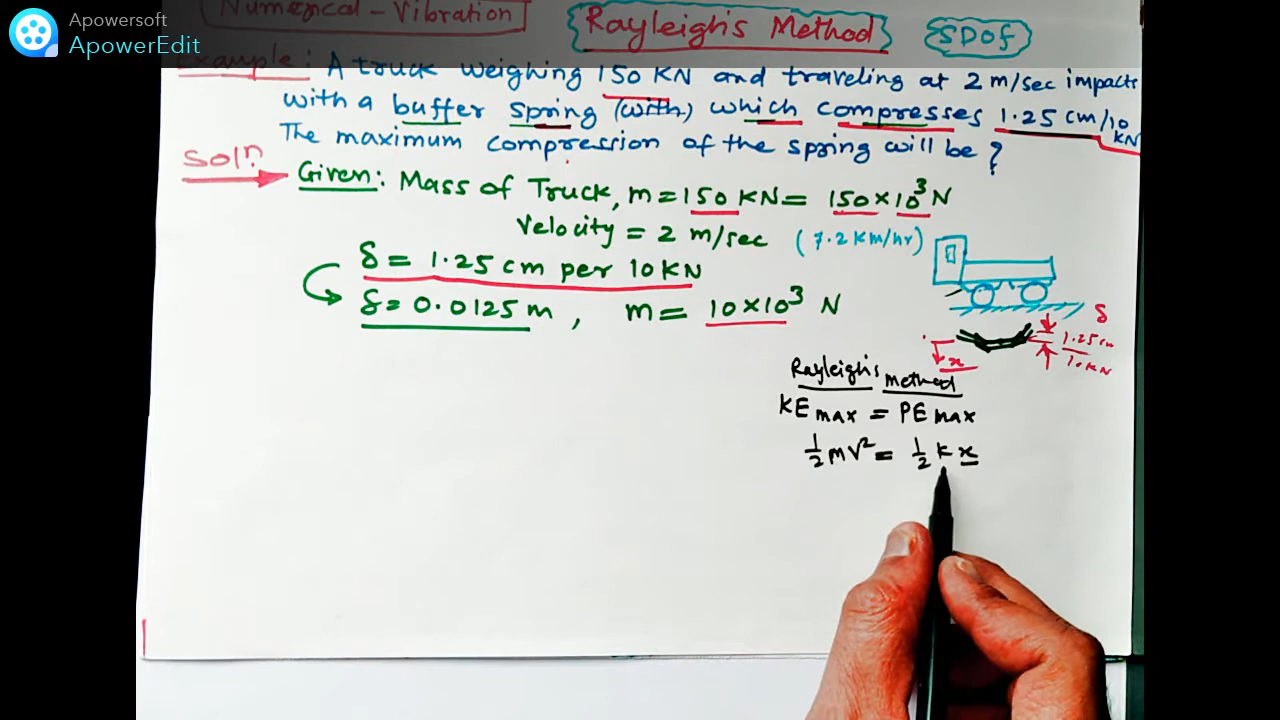 Apowersoft
ApowerEdit
Numerical - Vibration
Rayleigh's Method
SDOF
Example: A truck weighing 150 KN and traveling at 2 m/sec impacts
with a buffer spring (with) which compresses 1.25 cm/10 KN
The maximum compression of the spring will be?
Soln
Given: Mass of Truck, m = 150 KN = 150×10³ N
Velocity = 2 m/sec (7.2 km/hr)
δ = 1.25 cm per 10 KN
δ = 0.0125 m, m = 10×10³ N
δ
1.25 cm
10 KN
x
Rayleigh's method
KE max = PE max
½ mv² = ½ k x